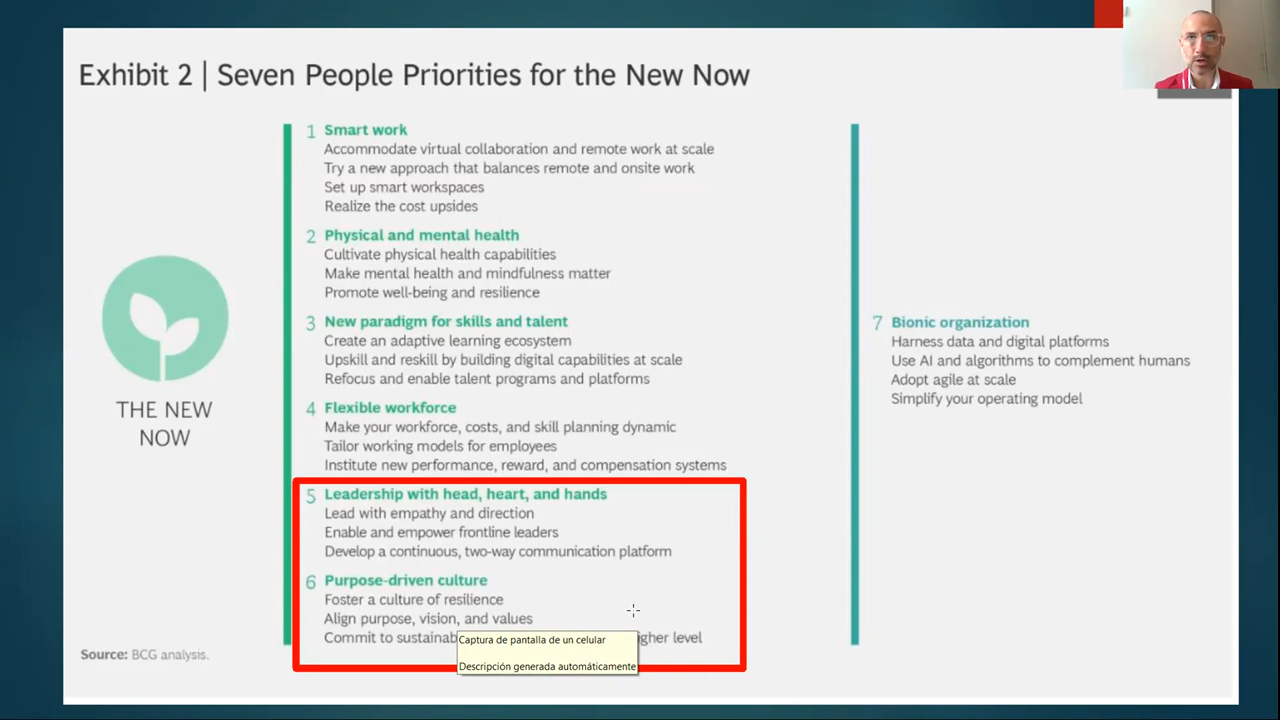 Exhibit 2 | Seven People Priorities for the New Now
THE NEW
NOW
1 Smart work
Accommodate virtual collaboration and remote work at scale
Try a new approach that balances remote and onsite work
Set up smart workspaces
Realize the cost upsides
2 Physical and mental health
Cultivate physical health capabilities
Make mental health and mindfulness matter
Promote well-being and resilience
3 New paradigm for skills and talent
Create an adaptive learning ecosystem
Upskill and reskill by building digital capabilities at scale
Refocus and enable talent programs and platforms
4 Flexible workforce
Make your workforce, costs, and skill planning dynamic
Tailor working models for employees
Institute new performance, reward, and compensation systems
5 Leadership with head, heart, and hands
Lead with empathy and direction
Enable and empower frontline leaders
Develop a continuous, two-way communication platform
6 Purpose-driven culture
Foster a culture of resilience
Align purpose, vision, and values
Commit to level
Captura de pantalla de un celular
Descripción generada automáticamente
7 Bionic organization
Harness data and digital platforms
Use AI and algorithms to complement humans
Adopt agile at scale
Simplify your operating model
Source: BCG analysis.